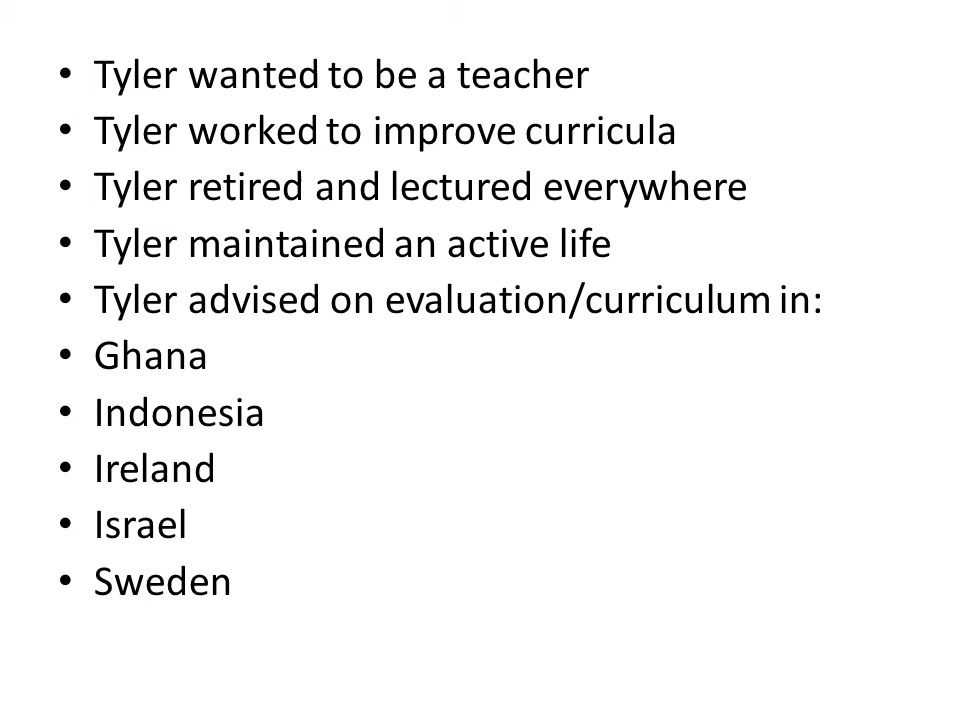 • Tyler wanted to be a teacher
• Tyler worked to improve curricula
• Tyler retired and lectured everywhere
• Tyler maintained an active life
• Tyler advised on evaluation/curriculum in:
• Ghana
• Indonesia
• Ireland
• Israel
• Sweden